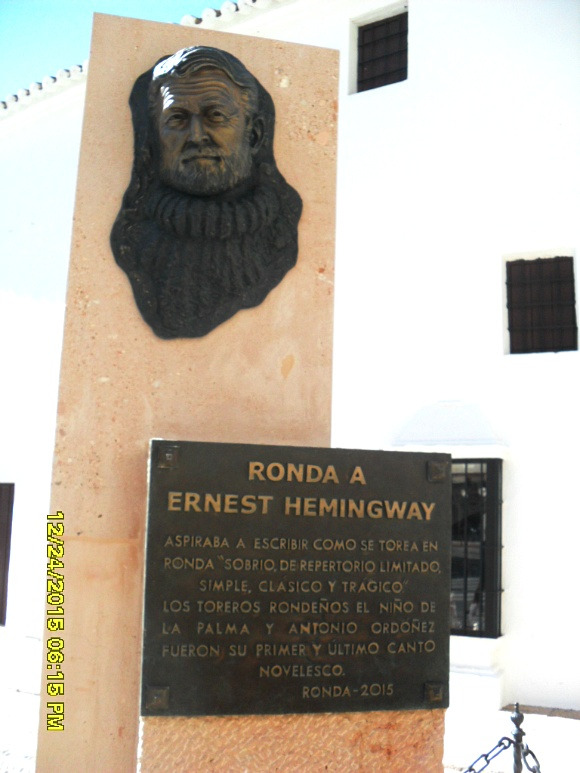 RONDA A
ERNEST HEMINGWAY
ASPIRABA A ESCRIBIR COMO SE TOREA EN
RONDA "SOBRIO, DE REPERTORIO LIMITADO,
SIMPLE, CLASICO Y TRAGICO"
LOS TOREROS RONDEÑOS EL NIÑO DE
LA PALMA Y ANTONIO ORDOÑEZ
FUERON SU PRIMER Y ÚLTIMO CANTO
NOVELESCO.
RONDA-2015
12/24/2015 06:15 PM